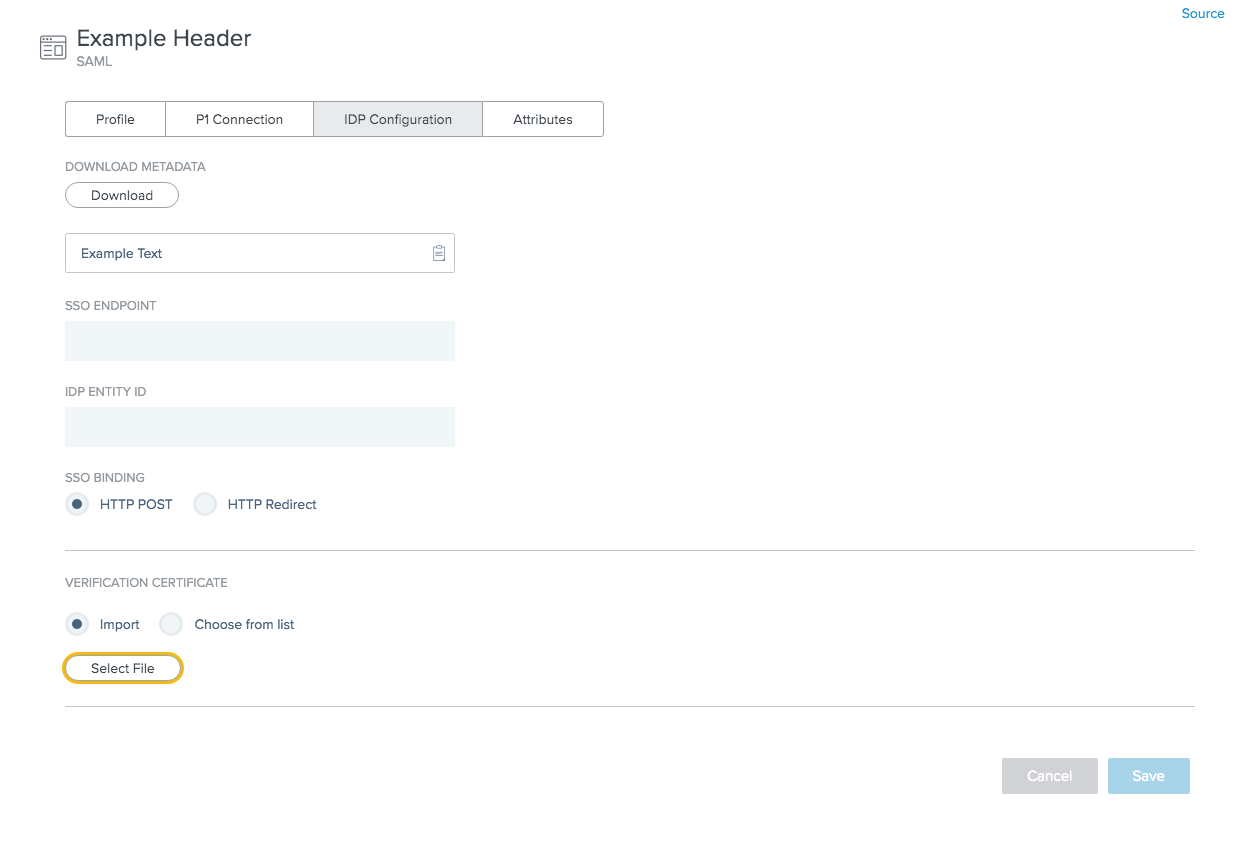 Source
Example Header
SAML
Profile
P1 Connection
IDP Configuration
Attributes
DOWNLOAD METADATA
Download
Example Text
SSO ENDPOINT
IDP ENTITY ID
SSO BINDING
HTTP POST
HTTP Redirect
VERIFICATION CERTIFICATE
Import
Choose from list
Select File
Cancel
Save